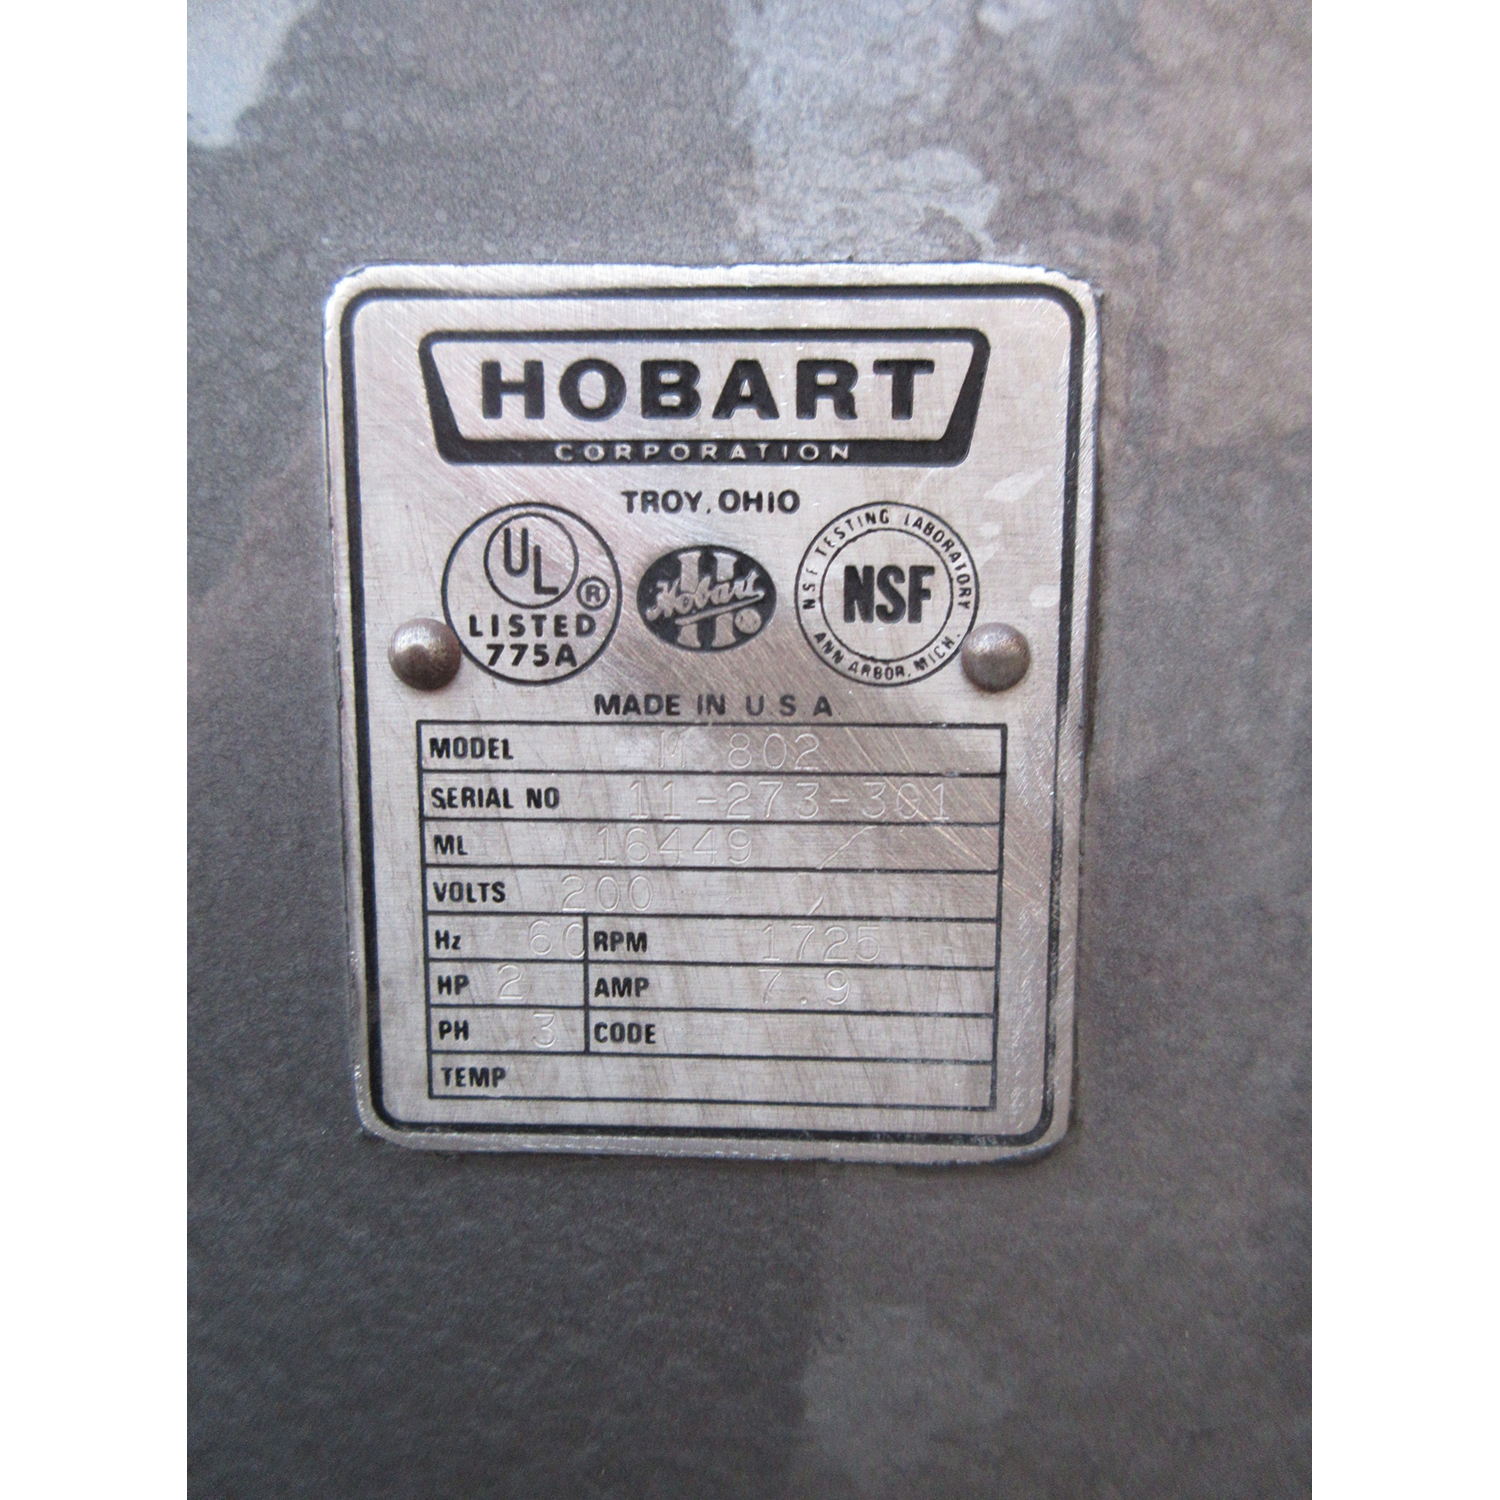 HOBART
CORPORATION
TROY, OHIO
UL ®
LISTED
775A
Hobart
NSF TESTING LABORATORY
NSF
ANN ARBOR, MICH.
MADE IN U S A
MODEL M 802
SERIAL NO 11-273-301
ML 16449
VOLTS 200
Hz 60 RPM 1725
HP 2 AMP 7.9
PH 3 CODE
TEMP